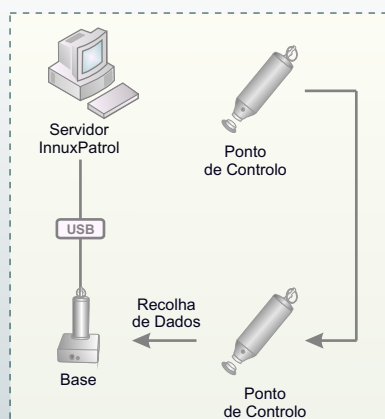 Servidor
InnuxPatrol
Ponto
de Controlo
USB
Recolha
de Dados
Base
Ponto
de Controlo